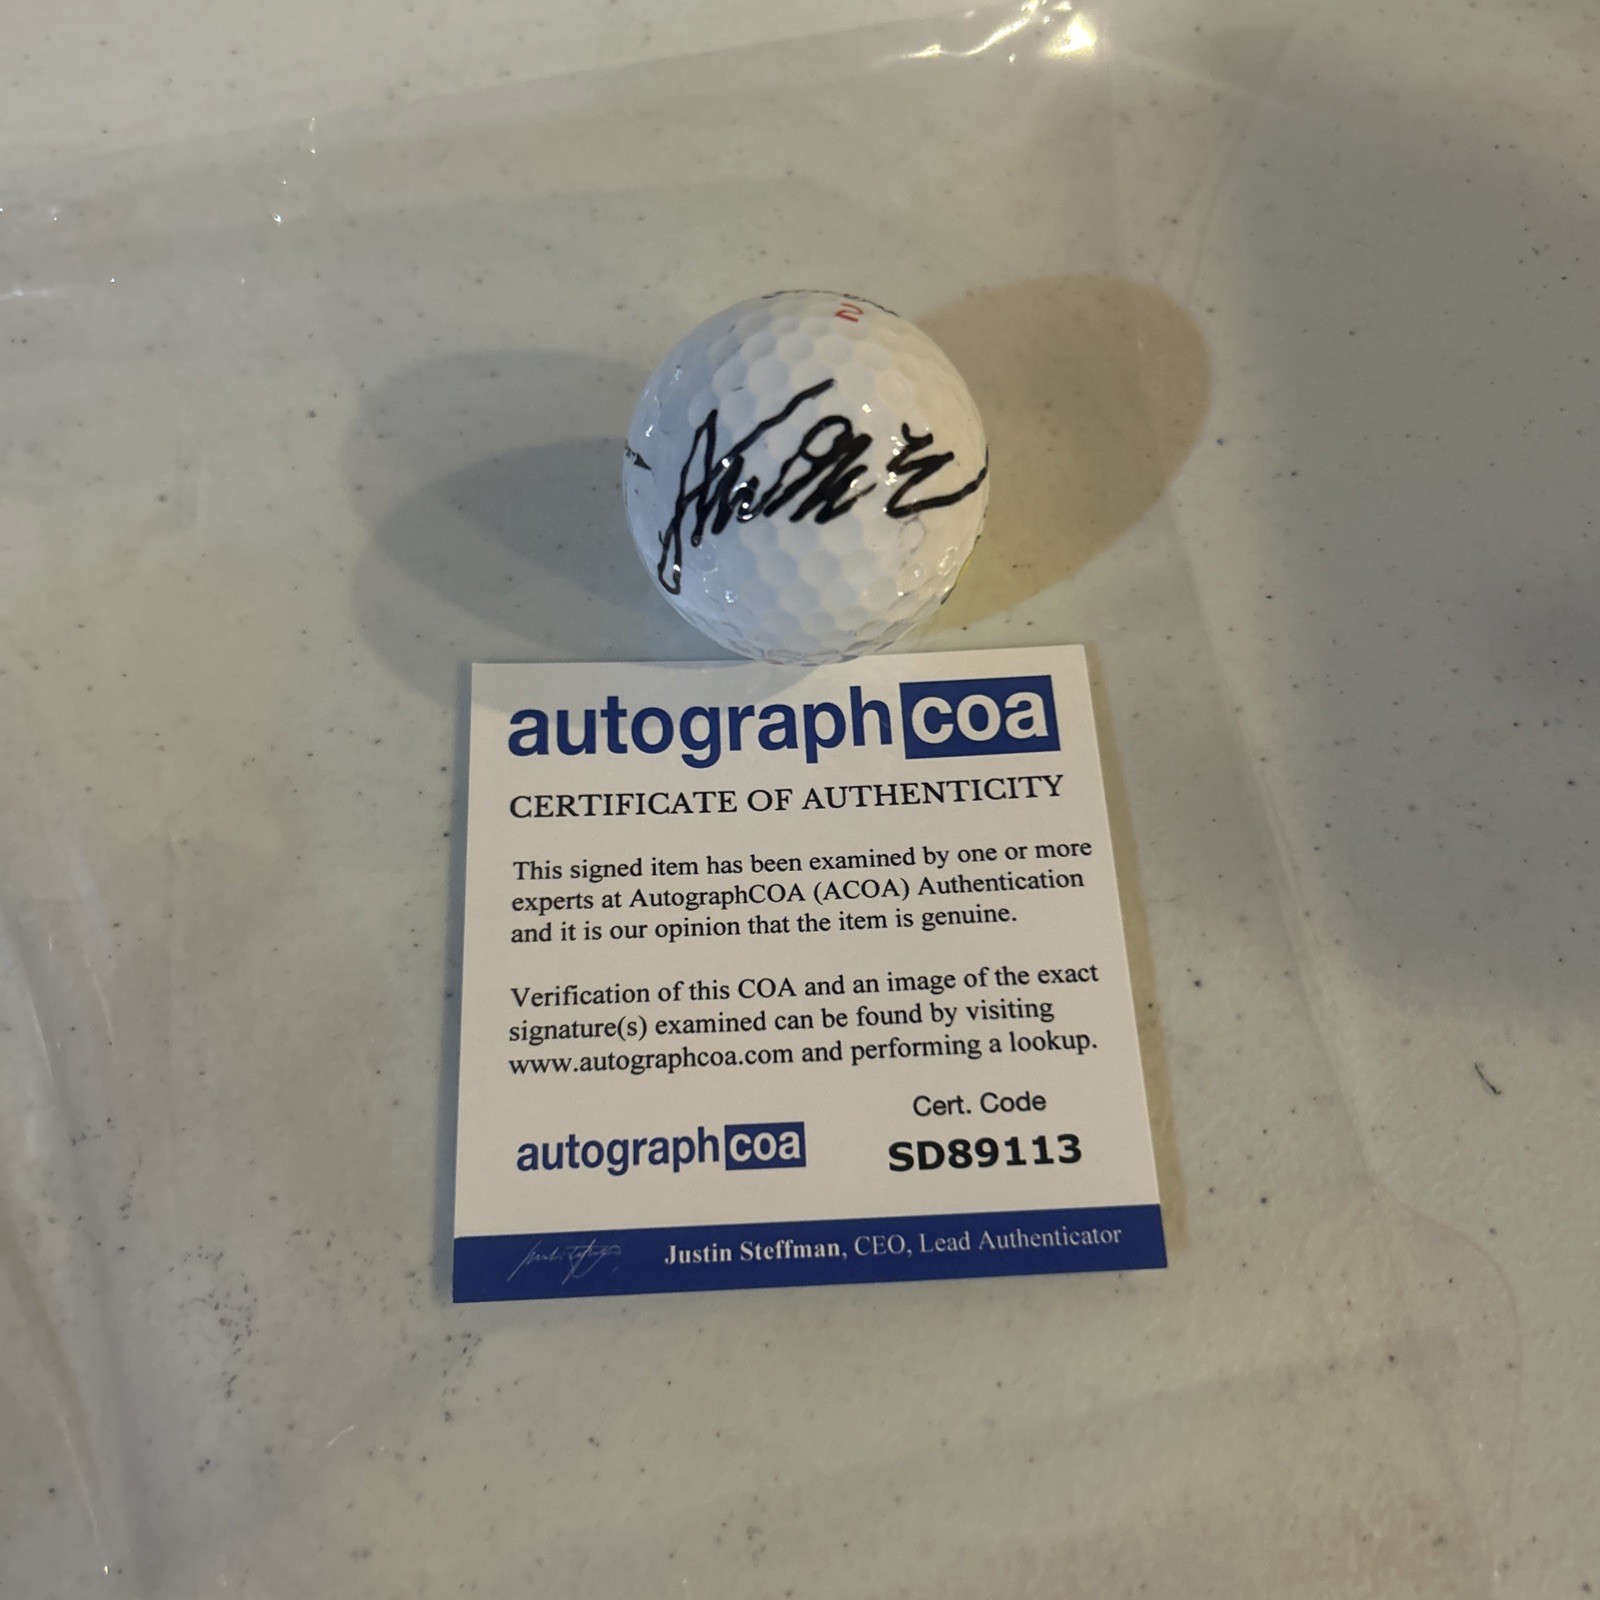 2
autographcoa
CERTIFICATE OF AUTHENTICITY
This signed item has been examined by one or more
experts at AutographCOA (ACOA) Authentication
and it is our opinion that the item is genuine.
Verification of this COA and an image of the exact
signature(s) examined can be found by visiting
www.autographcoa.com and performing a lookup.
Cert. Code
autographcoa SD89113
Justin Steffman, CEO, Lead Authenticator